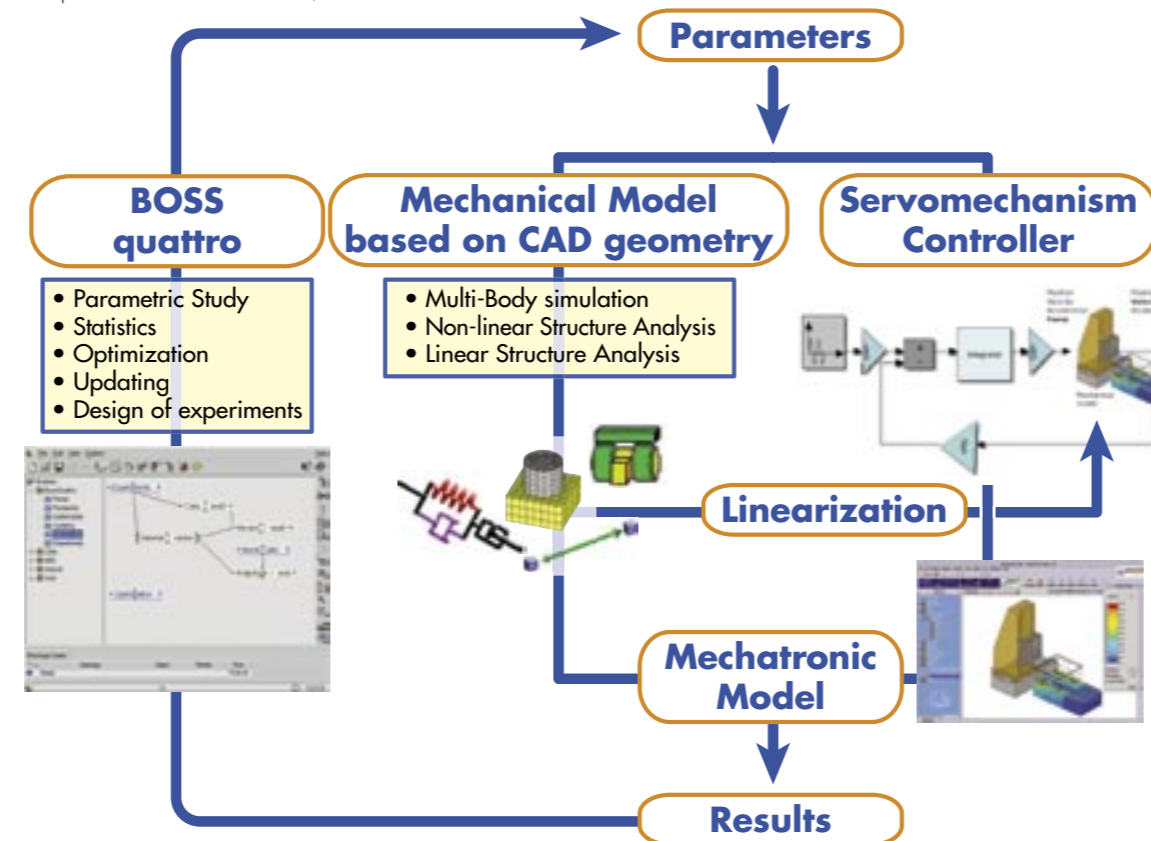 Parameters
BOSS
quattro
• Parametric Study
• Statistics
• Optimization
• Updating
• Design of experiments
Mechanical Model
based on CAD geometry
• Multi-Body simulation
• Non-linear Structure Analysis
• Linear Structure Analysis
Servomechanism
Controller
Integrator
Linearization
Mechatronic
Model
Results